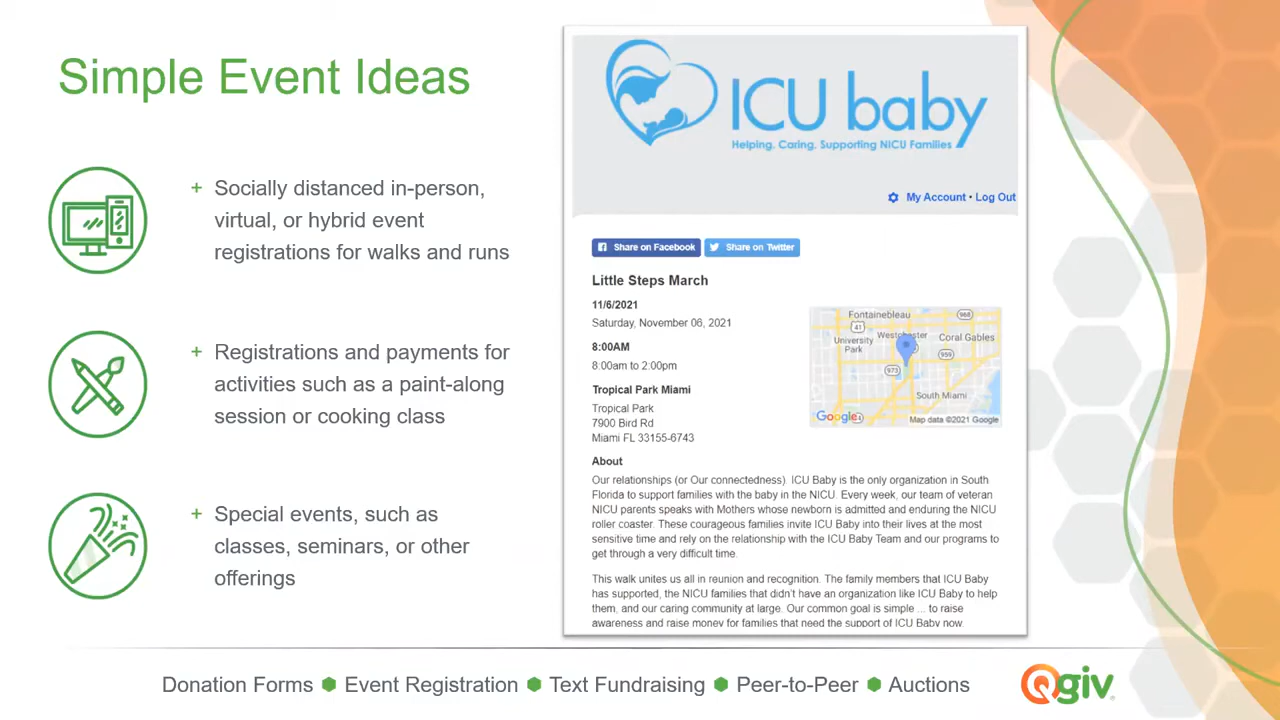 Simple Event Ideas
+ Socially distanced in-person,
virtual, or hybrid event
registrations for walks and runs
+ Registrations and payments for
activities such as a paint-along
session or cooking class
+ Special events, such as
classes, seminars, or other
offerings
ICU baby
Helping. Caring. Supporting NICU Families
My Account • Log Out
Share on Facebook
Share on Twitter
Little Steps March
11/6/2021
Saturday, November 06, 2021
8:00AM
8:00am to 2:00pm
Tropical Park Miami
Tropical Park
7900 Bird Rd
Miami FL 33155-6743
Fontainebleau
968
41
University
Park
Westchester
Coral Gables
959
973
South Miami
Google
Map data ©2021 Google
About
Our relationships (or Our connectedness). ICU Baby is the only organization in South
Florida to support families with the baby in the NICU. Every week, our team of veteran
NICU parents speaks with Mothers whose newborn is admitted and enduring the NICU
roller coaster. These courageous families invite ICU Baby into their lives at the most
sensitive time and rely on the relationship with the ICU Baby Team and our programs to
get through a very difficult time.
This walk unites us all in reunion and recognition. The family members that ICU Baby
has supported, the NICU families that didn't have an organization like ICU Baby to help
them, and our caring community at large. Our common goal is simple ... to raise
awareness and raise money for families that need the support of ICU Baby now.
Donation Forms Event Registration Text Fundraising Peer-to-Peer Auctions
Qgiv